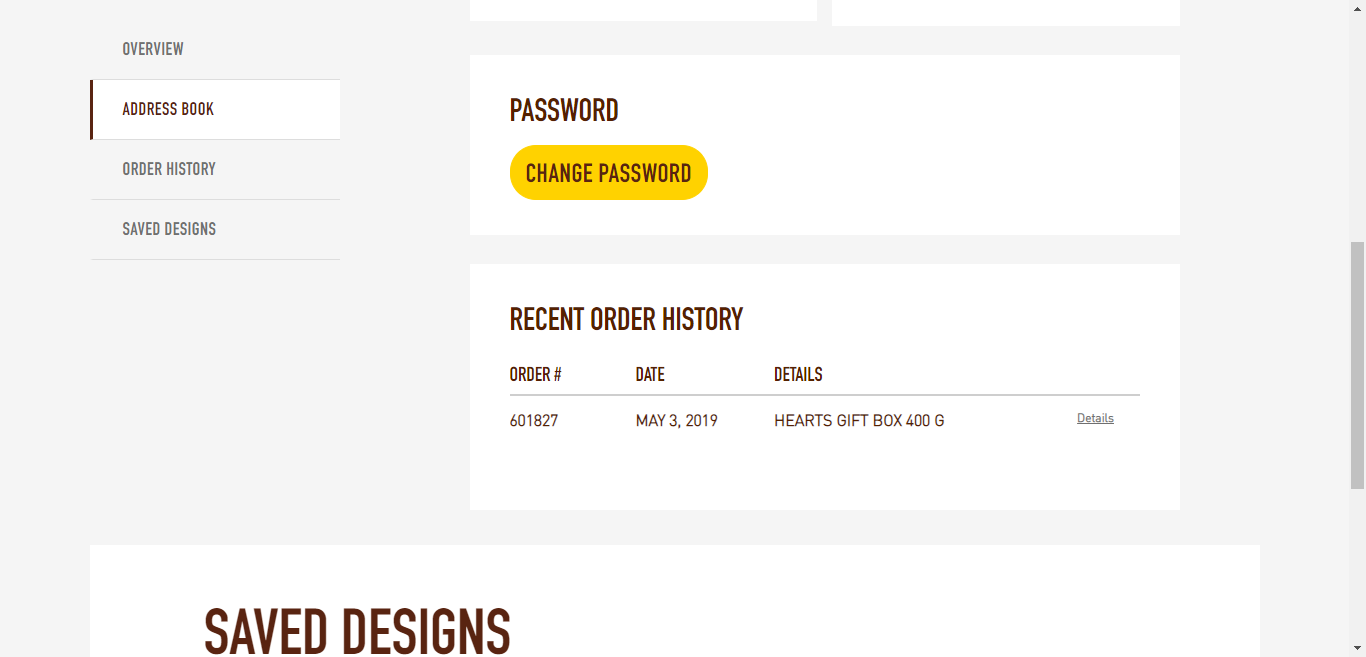 OVERVIEW
ADDRESS BOOK
ORDER HISTORY
SAVED DESIGNS
PASSWORD
CHANGE PASSWORD
RECENT ORDER HISTORY
ORDER # DATE DETAILS
601827 MAY 3, 2019 HEARTS GIFT BOX 400 G Details
SAVED DESIGNS